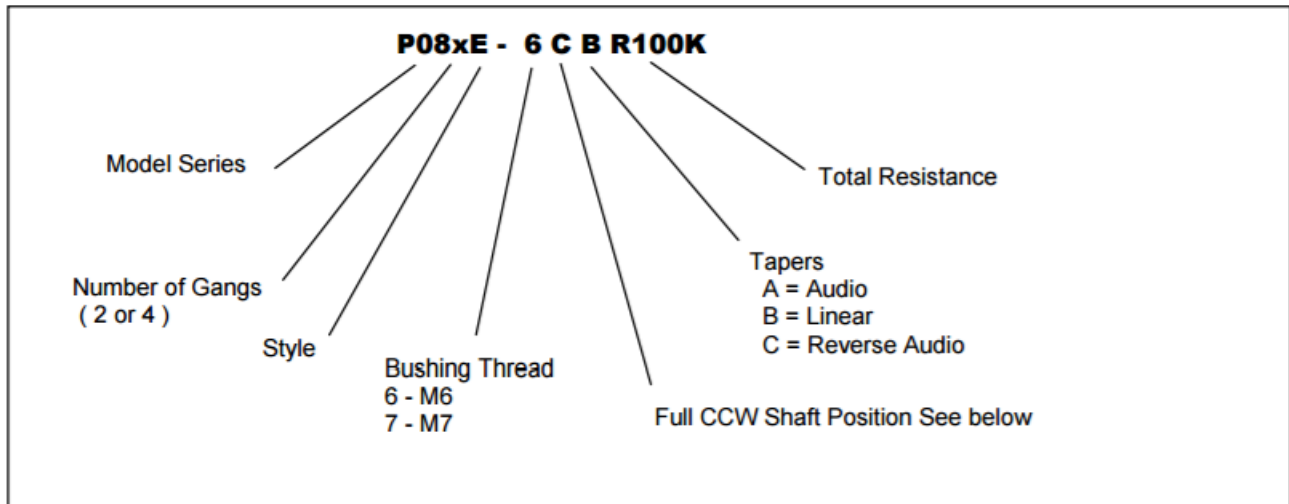 P08xE - 6 C B R100K
Model Series
Total Resistance
Number of Gangs
( 2 or 4 )
Style
Bushing Thread
6 - M6
7 - M7
Tapers
A = Audio
B = Linear
C = Reverse Audio
Full CCW Shaft Position See below